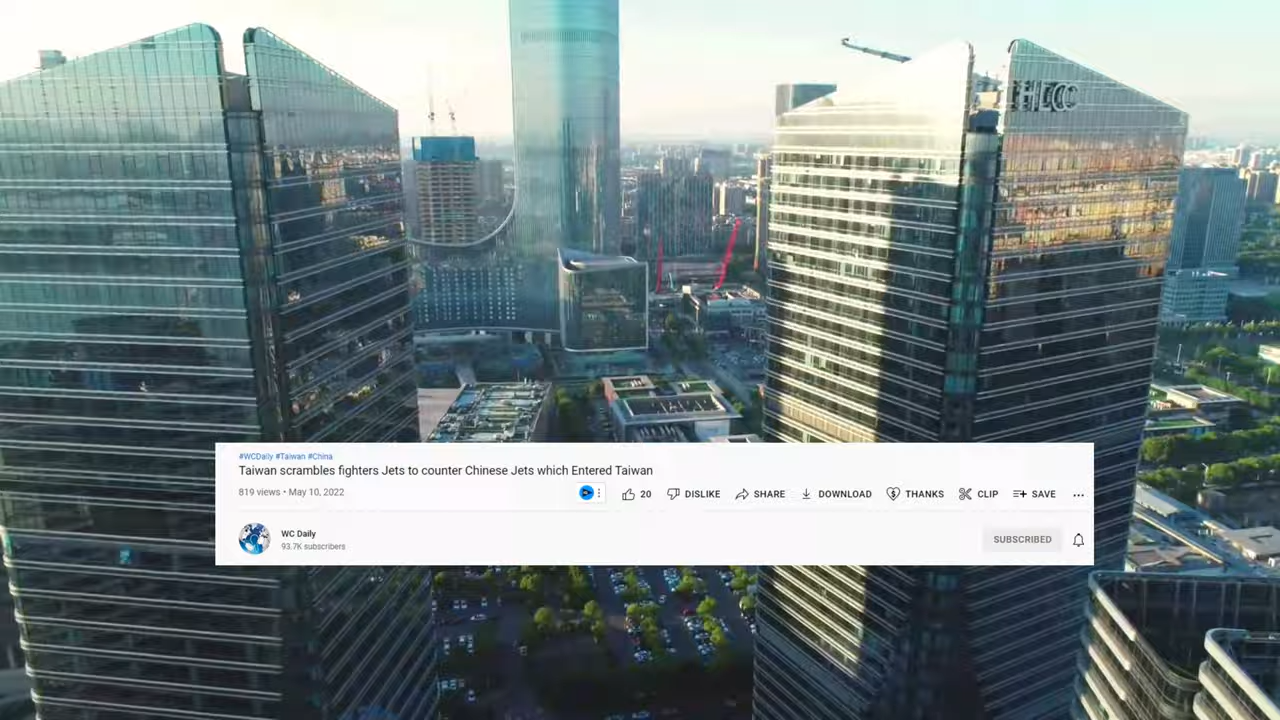 #WCDaily #Taiwan #China
Taiwan scrambles fighters Jets to counter Chinese Jets which Entered Taiwan
819 views • May 10, 2022
20 DISLIKE SHARE DOWNLOAD THANKS CLIP SAVE ...
WC Daily
93.7K subscribers
SUBSCRIBED